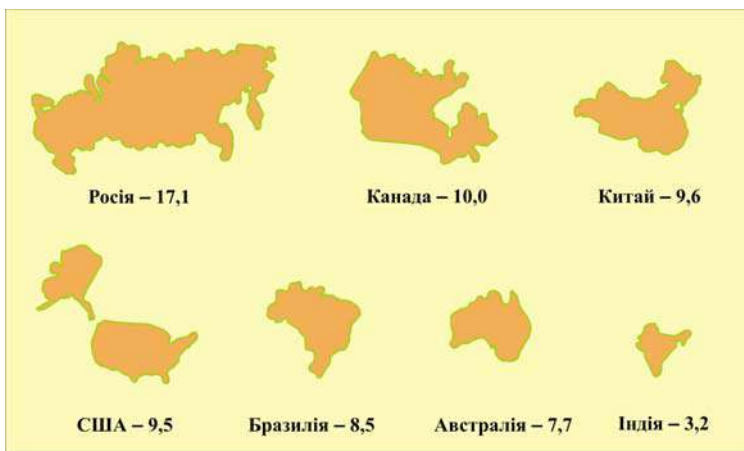 Росія – 17,1
Канада – 10,0
Китай – 9,6
США – 9,5
Бразилія – 8,5
Австралія – 7,7
Індія – 3,2